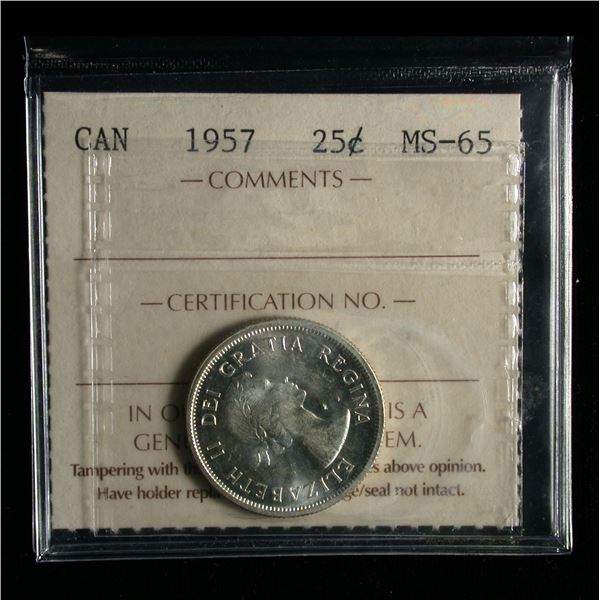 CAN 1957 25¢ MS-65
— COMMENTS —
— CERTIFICATION NO. —
IN O IS A
GEN EM.
Tampering with th s above opinion.
Have holder repla ge/seal not intact.
ELIZABETH II DEI GRATIA REGINA